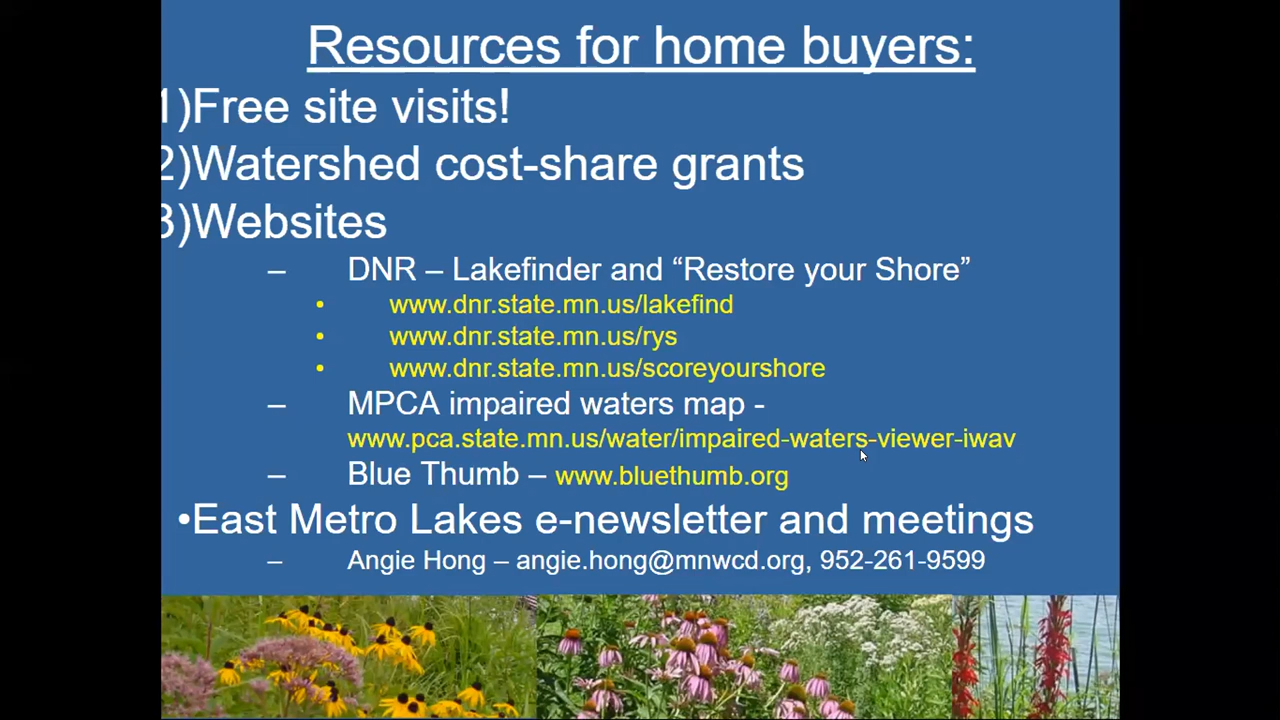 Resources for home buyers:
1)Free site visits!
2)Watershed cost-share grants
3)Websites
– DNR – Lakefinder and “Restore your Shore”
• www.dnr.state.mn.us/lakefind
• www.dnr.state.mn.us/rys
• www.dnr.state.mn.us/scoreyourshore
– MPCA impaired waters map -
www.pca.state.mn.us/water/impaired-waters-viewer-iwav
– Blue Thumb – www.bluethumb.org
•East Metro Lakes e-newsletter and meetings
– Angie Hong – angie.hong@mnwcd.org, 952-261-9599